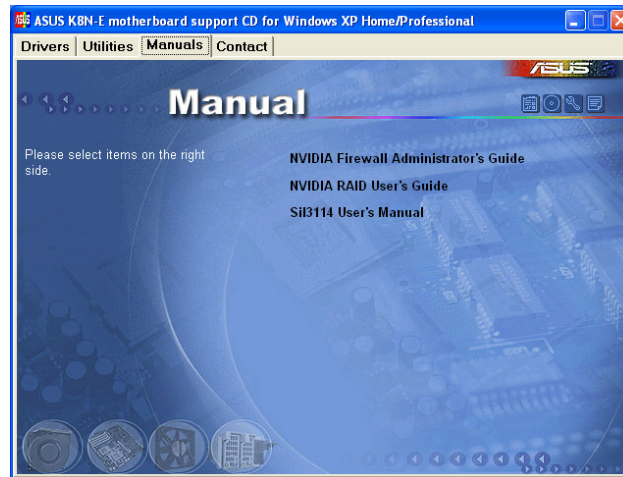 ASUS K8N-E motherboard support CD for Windows XP Home/Professional
Drivers Utilities Manuals Contact
ASUS
Manual
Please select items on the right
side.
NVIDIA Firewall Administrator's Guide
NVIDIA RAID User's Guide
Sil3114 User's Manual